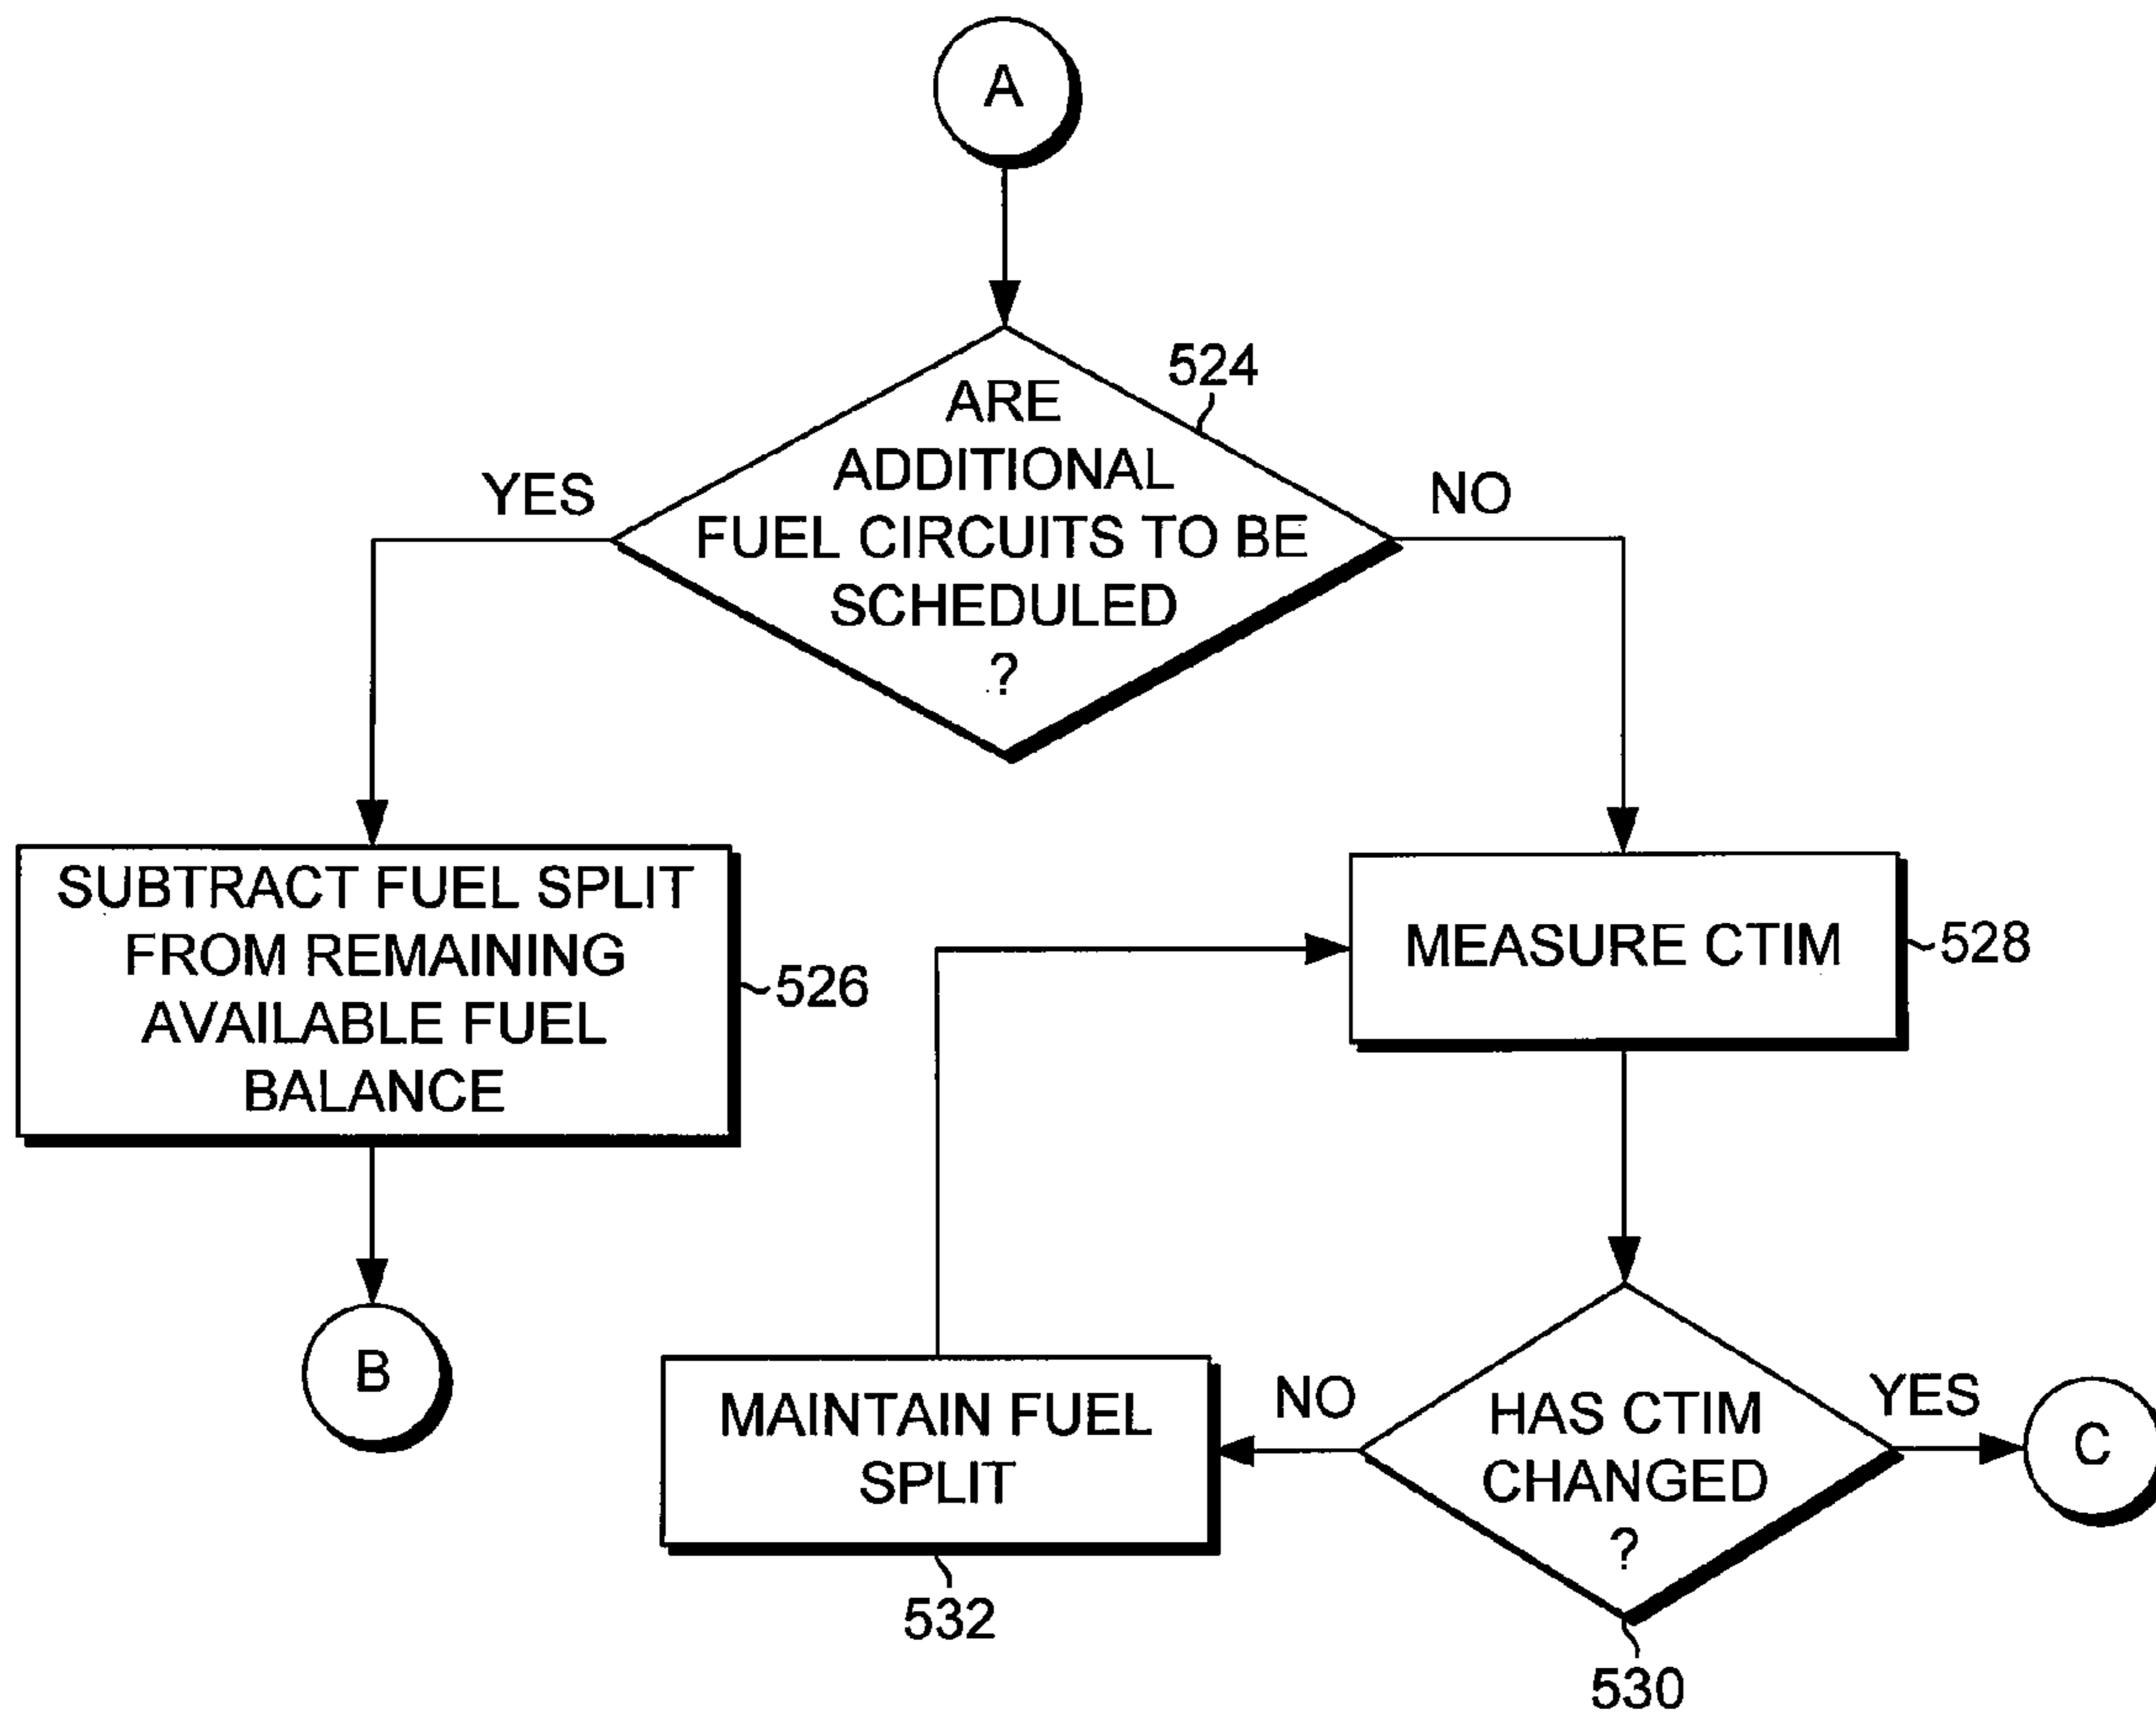 A
524
ARE
ADDITIONAL
FUEL CIRCUITS TO BE
SCHEDULED
?
YES
NO
SUBTRACT FUEL SPLIT
FROM REMAINING
AVAILABLE FUEL
BALANCE
526
MEASURE CTIM
528
B
MAINTAIN FUEL
SPLIT
532
NO
HAS CTIM
CHANGED
?
YES
C
530